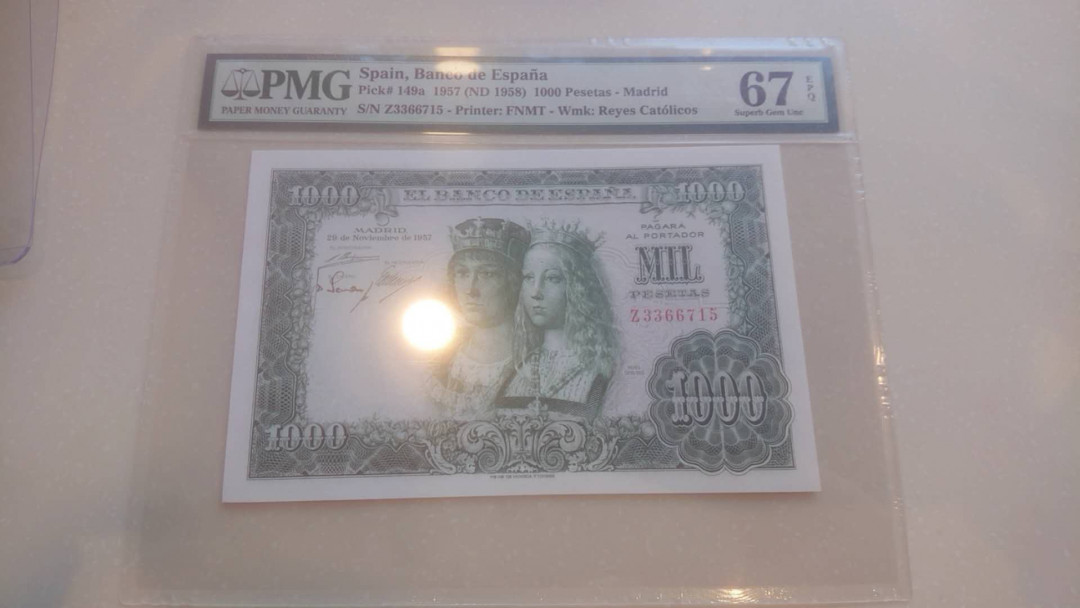 PMG
PAPER MONEY GUARANTY
Spain, Banco de España
Pick# 149a 1957 (ND 1958) 1000 Pesetas - Madrid
S/N Z3366715 - Printer: FNMT - Wmk: Reyes Católicos
67 EPQ
Superb Gem Unc
1000 EL BANCO DE ESPAÑA 1000
MADRID
28 de Noviembre de 1957
PAGARÁ
AL PORTADOR
MIL
PESETAS
Z3366715
1000
1000